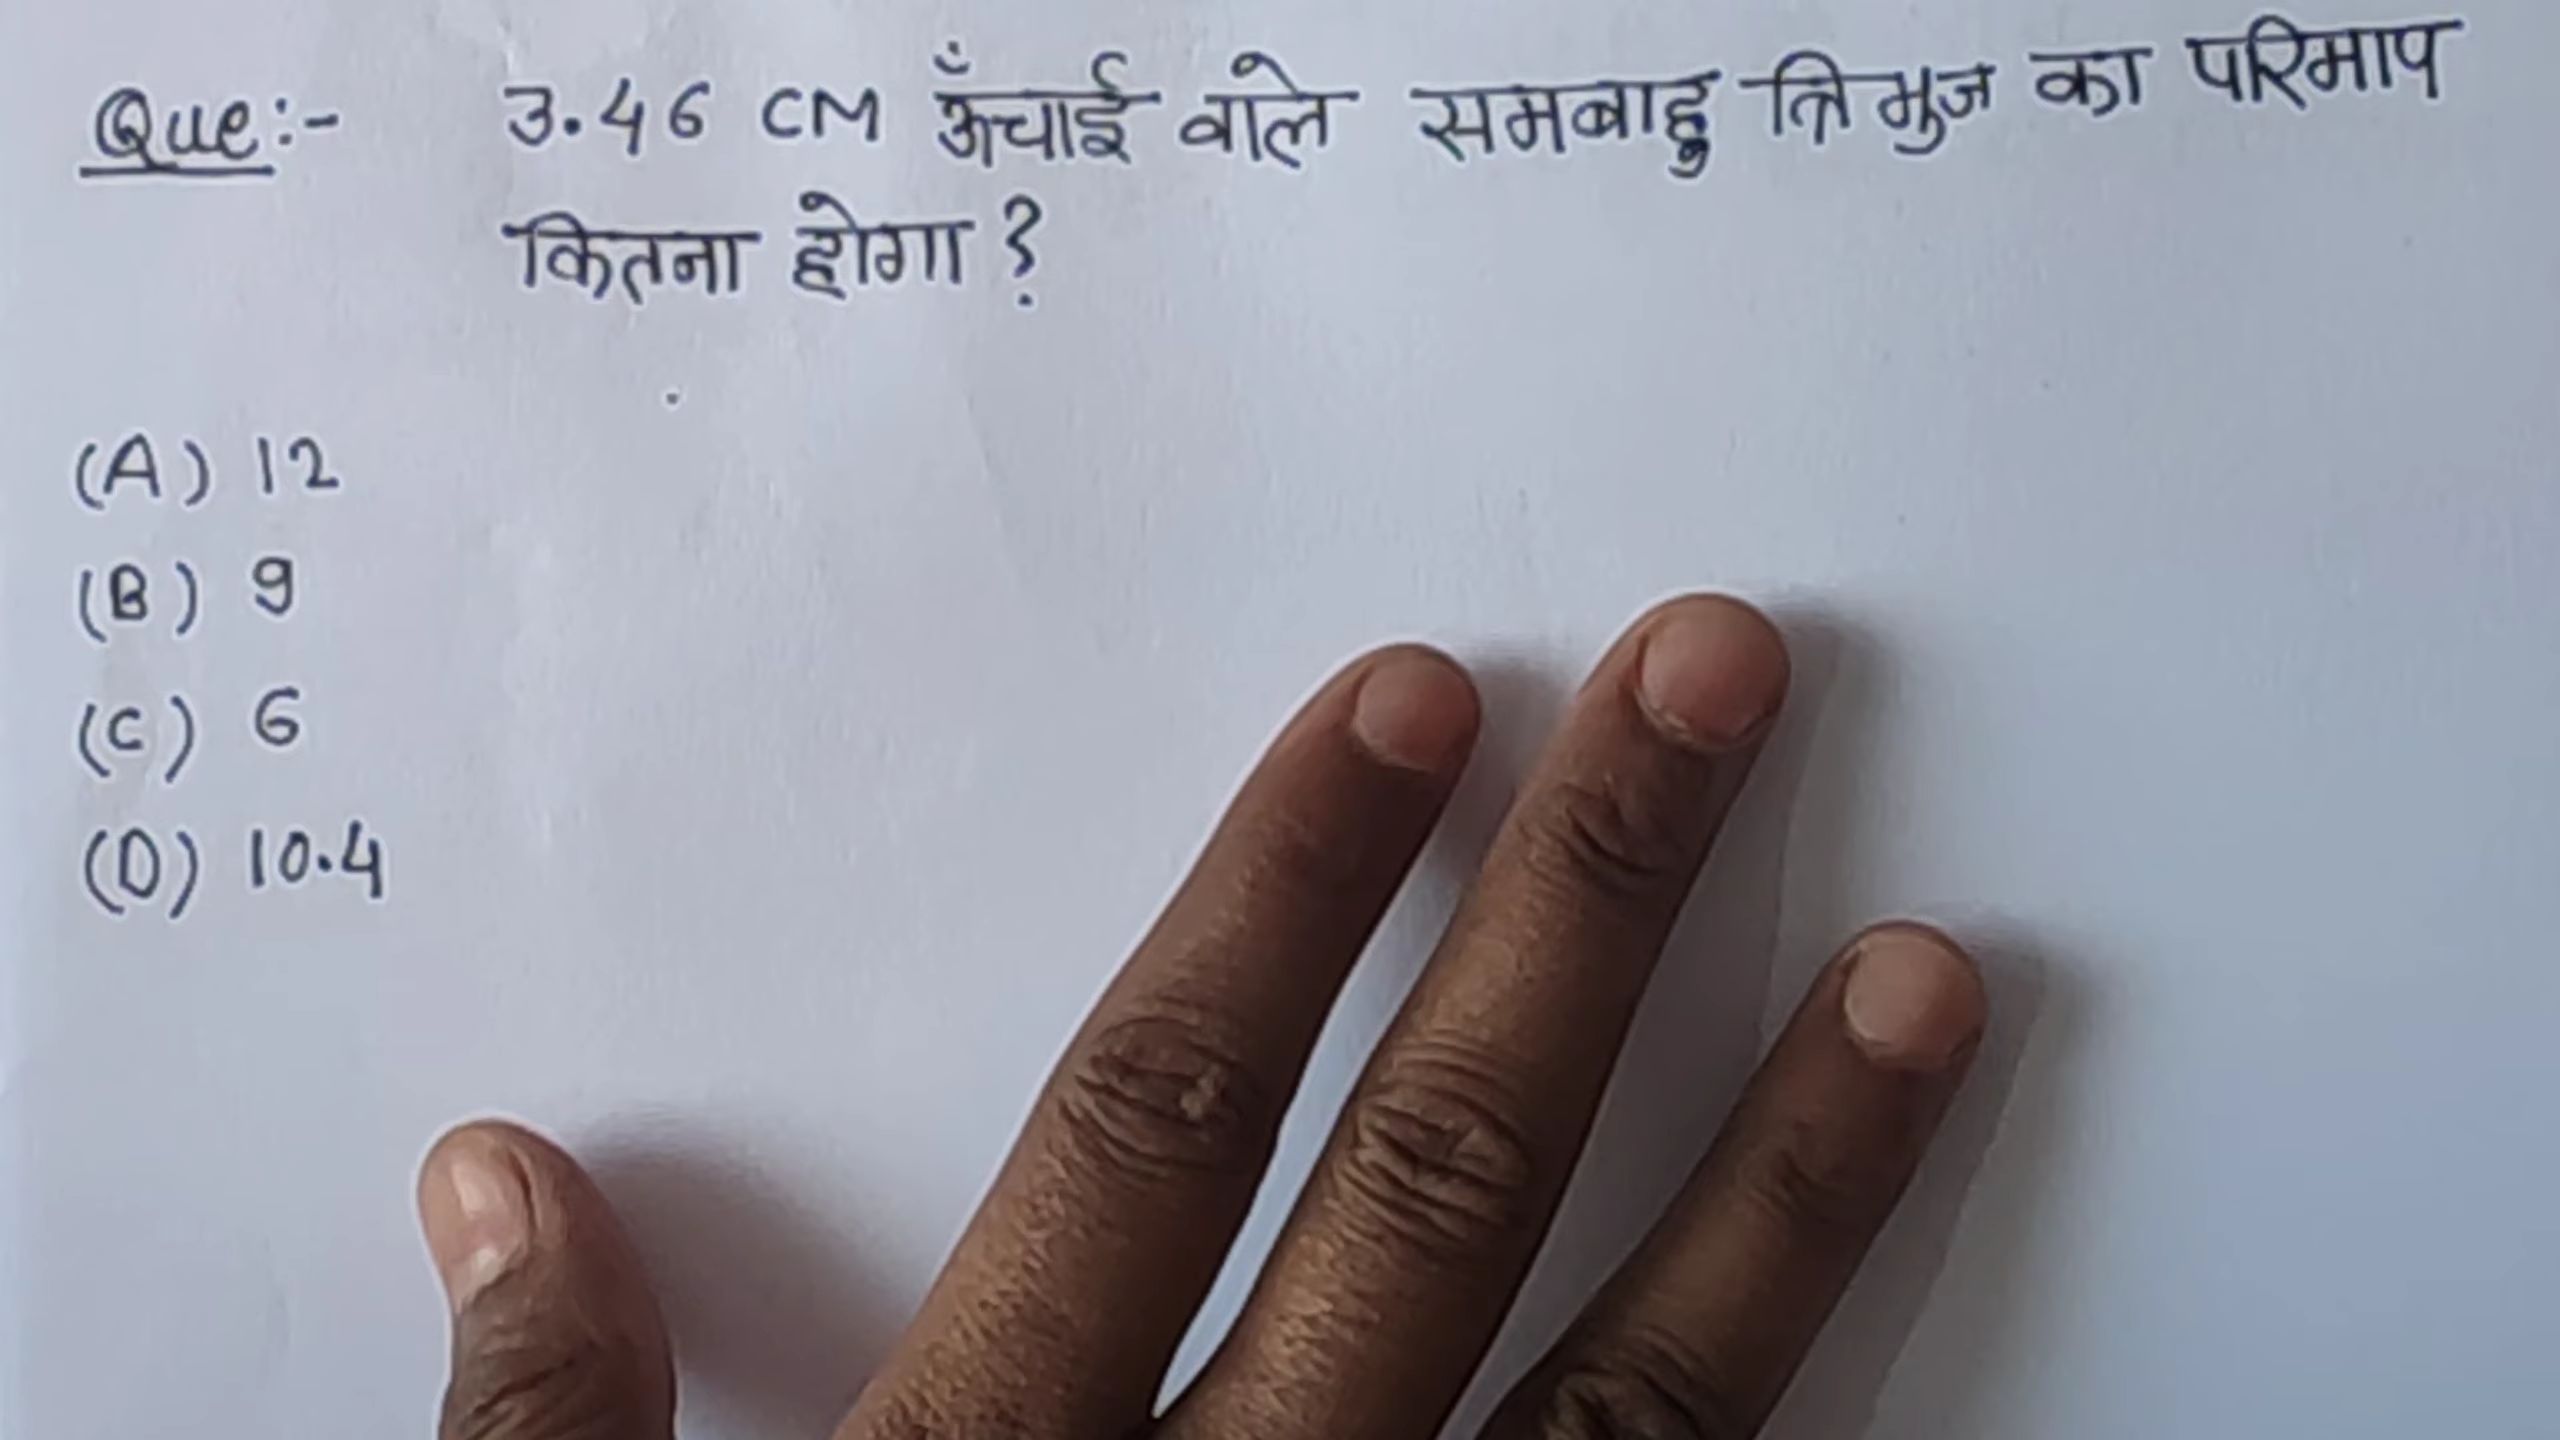 Que:- 3.46 CM ऊँचाई वाले समबाहु त्रिभुज का परिमाप
कितना होगा ?
(A) 12
(B) 9
(C) 6
(D) 10.4